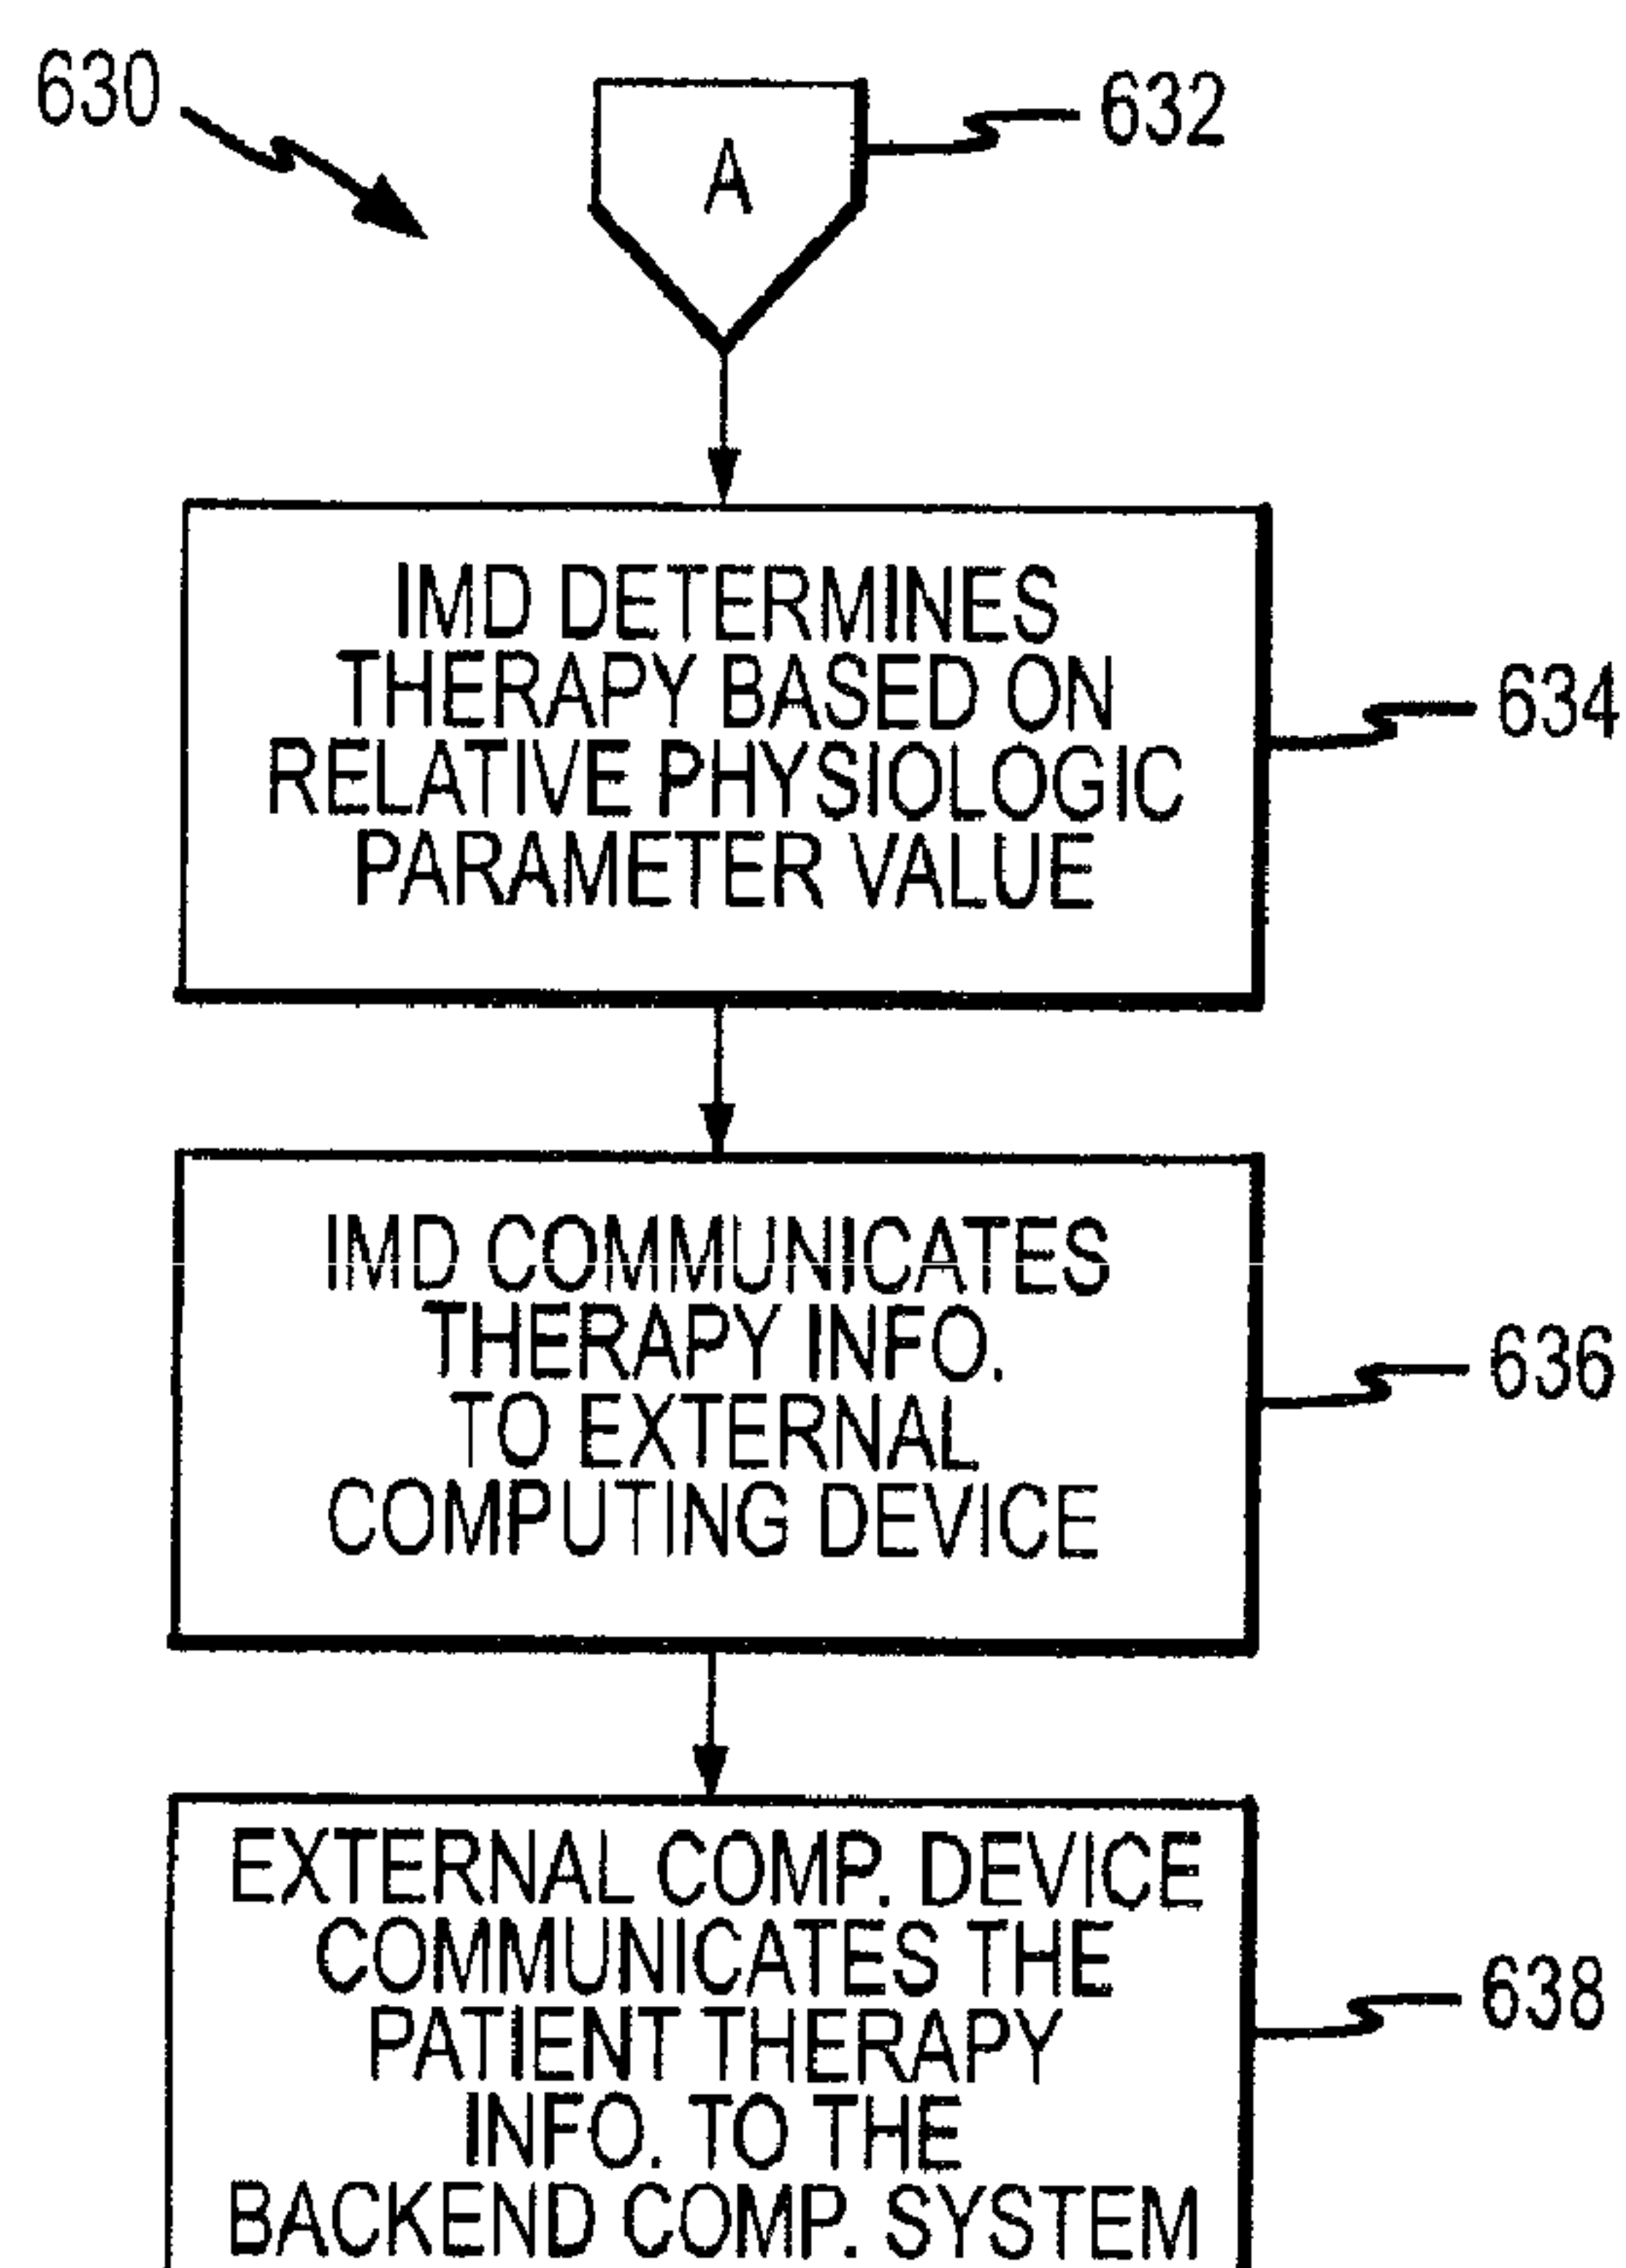 630
632
A
IMD DETERMINES
THERAPY BASED ON
RELATIVE PHYSIOLOGIC
PARAMETER VALUE
634
IMD COMMUNICATES
THERAPY INFO.
TO EXTERNAL
COMPUTING DEVICE
636
EXTERNAL COMP. DEVICE
COMMUNICATES THE
PATIENT THERAPY
INFO. TO THE
BACKEND COMP. SYSTEM
638